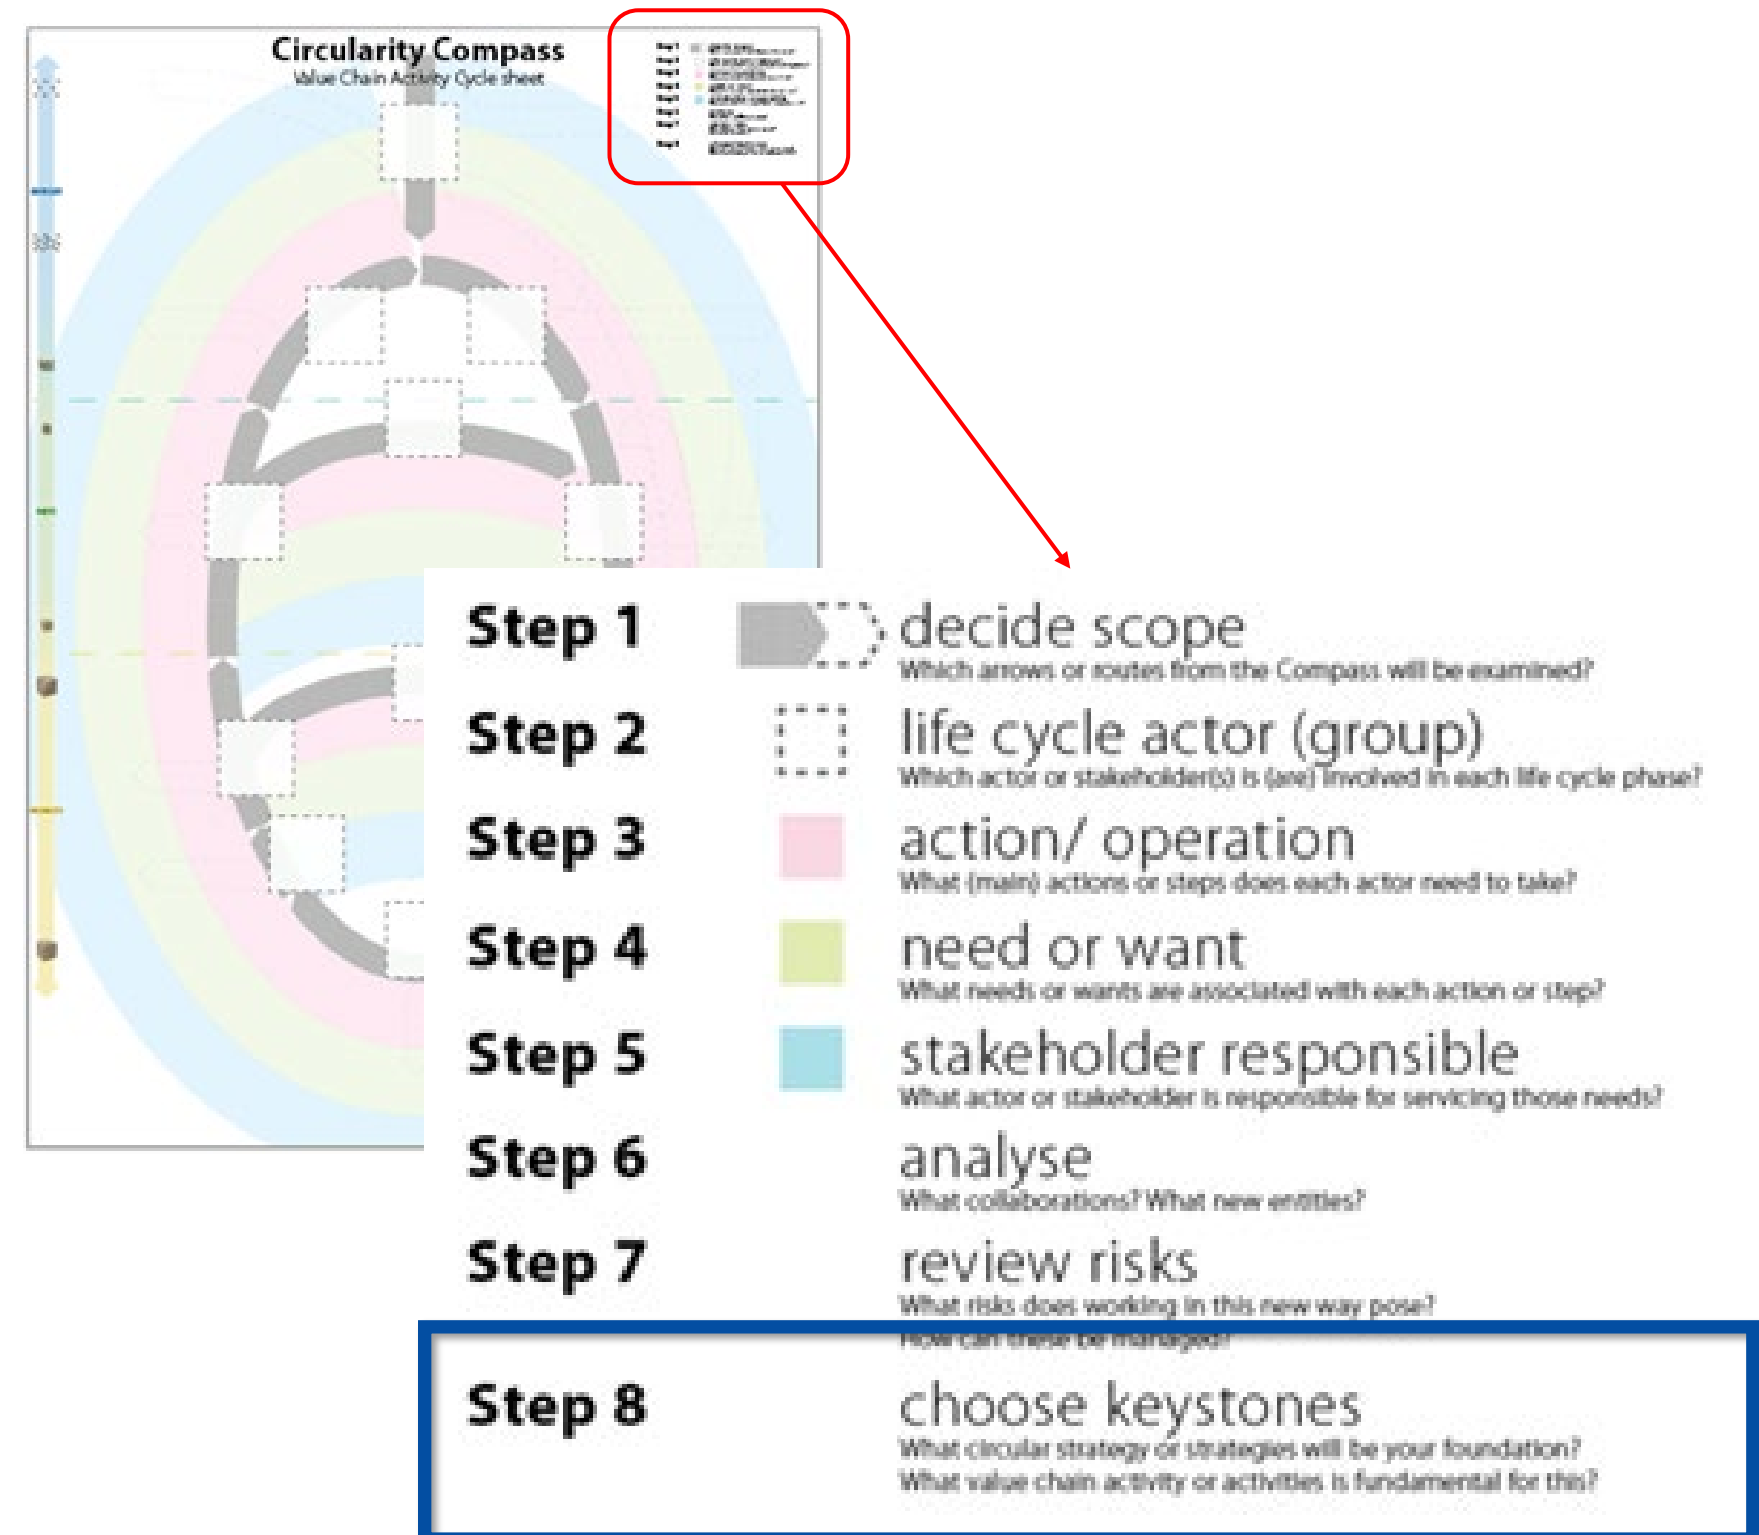 Circularity Compass
Value Chain Activity Cycle sheet
Step 1 decide scope
Which arrows or routes from the Compass will be examined?
Step 2 life cycle actor (group)
Which actor or stakeholder(s) is (are) involved in each life cycle phase?
Step 3 action/ operation
What (main) actions or steps does each actor need to take?
Step 4 need or want
What needs or wants are associated with each action or step?
Step 5 stakeholder responsible
What actor or stakeholder is responsible for servicing those needs?
Step 6 analyse
What collaborations? What new entities?
Step 7 review risks
What risks does working in this new way pose?
How can these be managed?
Step 8 choose keystones
What circular strategy or strategies will be your foundation?
What value chain activity or activities is fundamental for this?